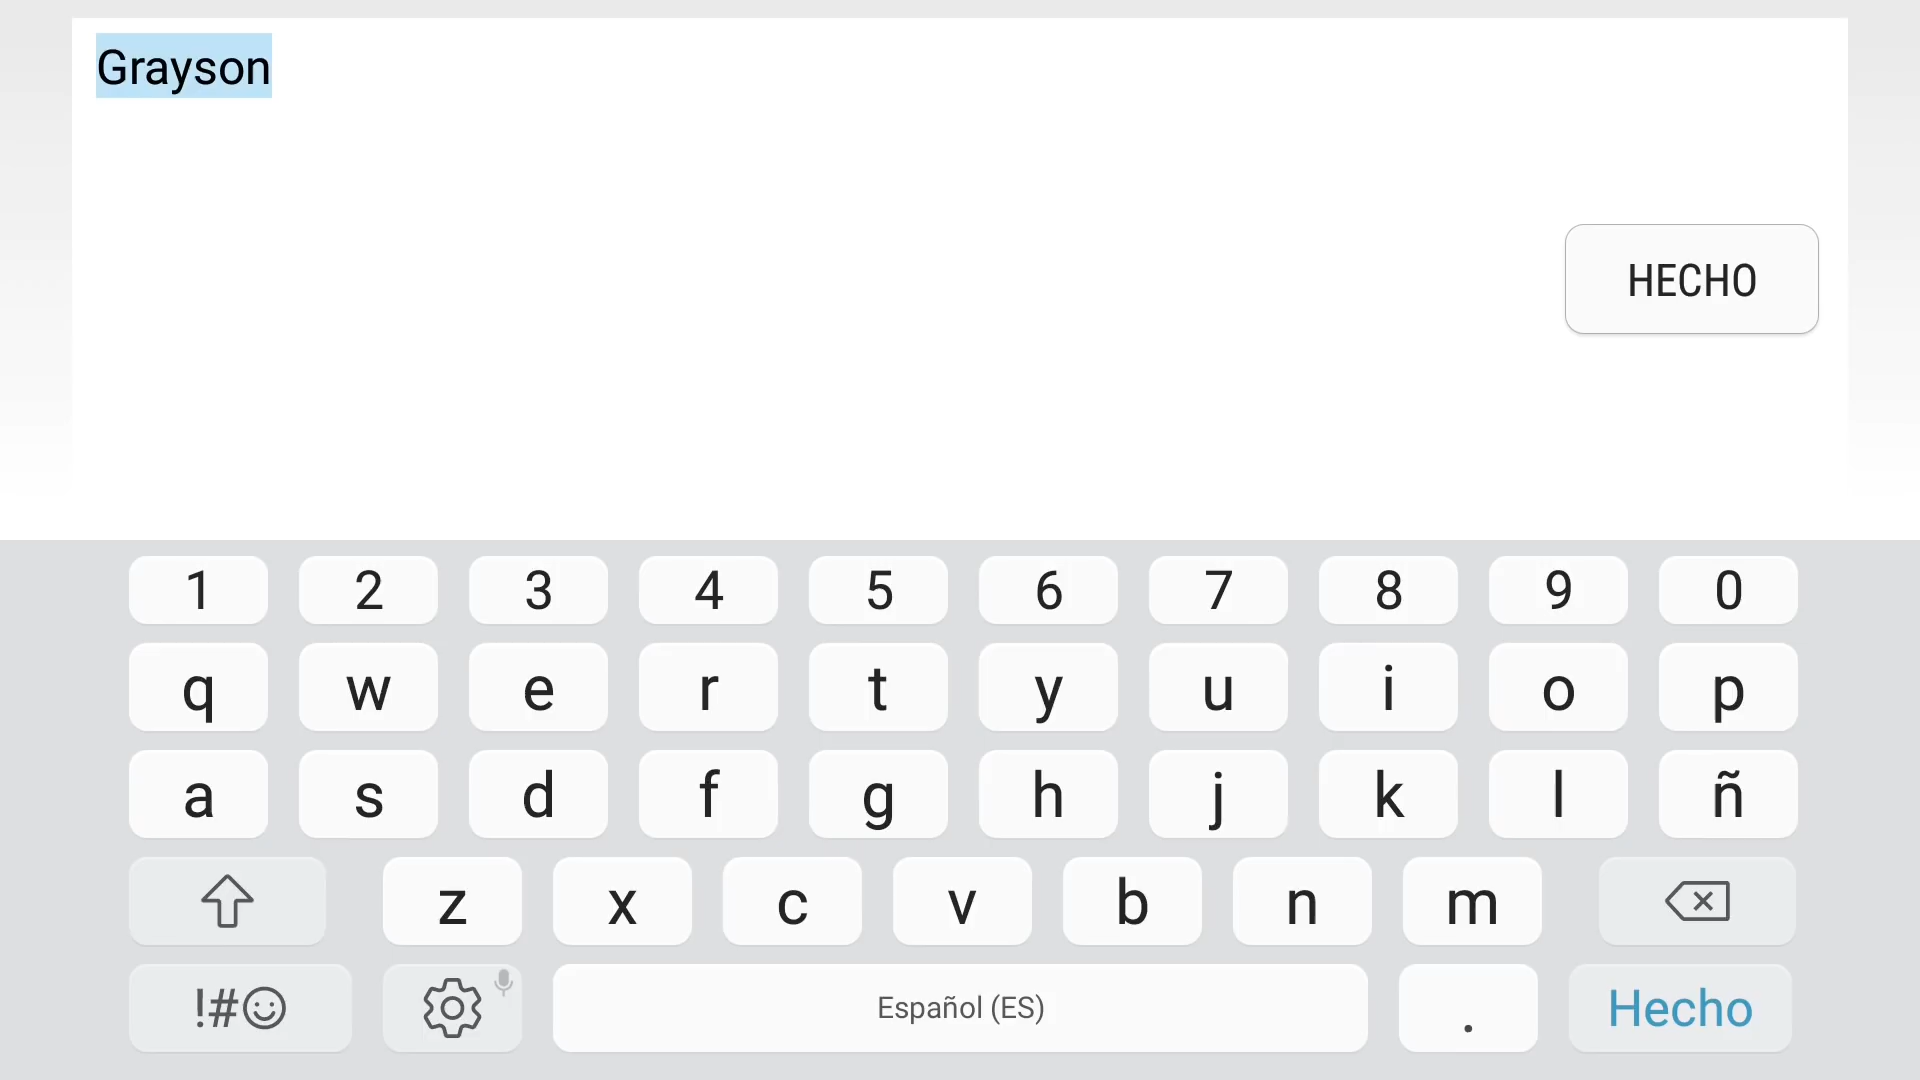 Grayson
HECHO
1 2 3 4 5 6 7 8 9 0
q w e r t y u i o p
a s d f g h j k l ñ
z x c v b n m
!#☺ Español (ES) . Hecho